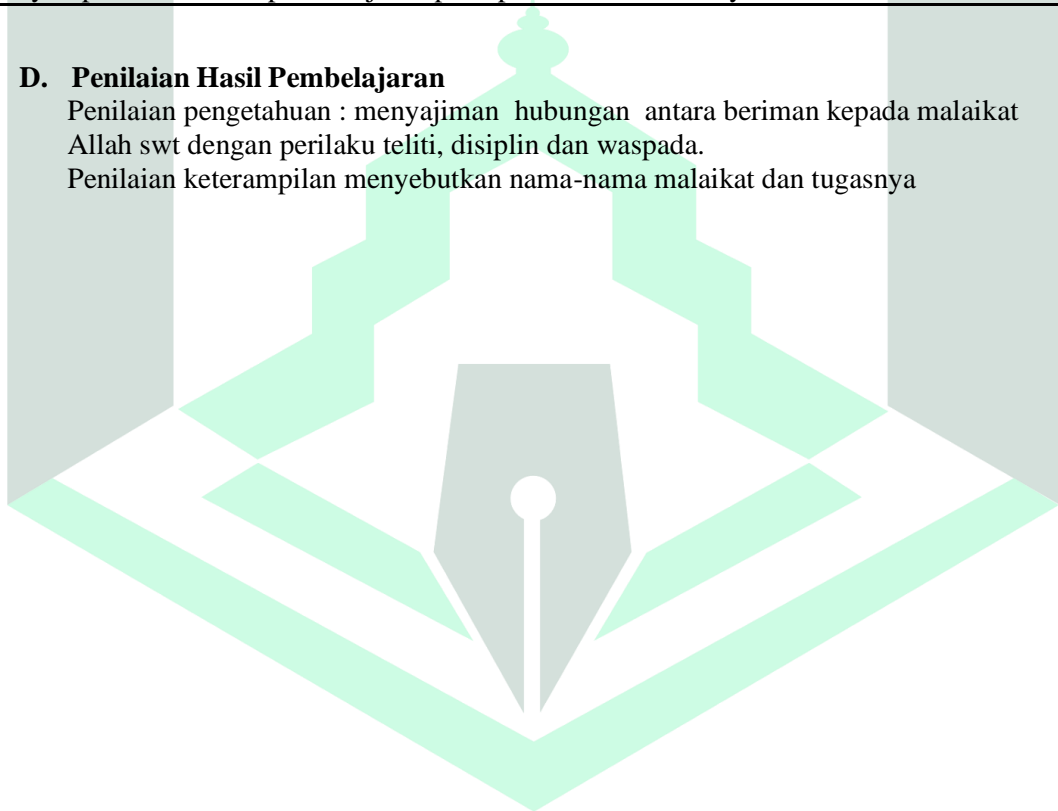 D. Penilaian Hasil Pembelajaran
Penilaian pengetahuan : menyajiman hubungan antara beriman kepada malaikat
Allah swt dengan perilaku teliti, disiplin dan waspada.
Penilaian keterampilan menyebutkan nama-nama malaikat dan tugasnya